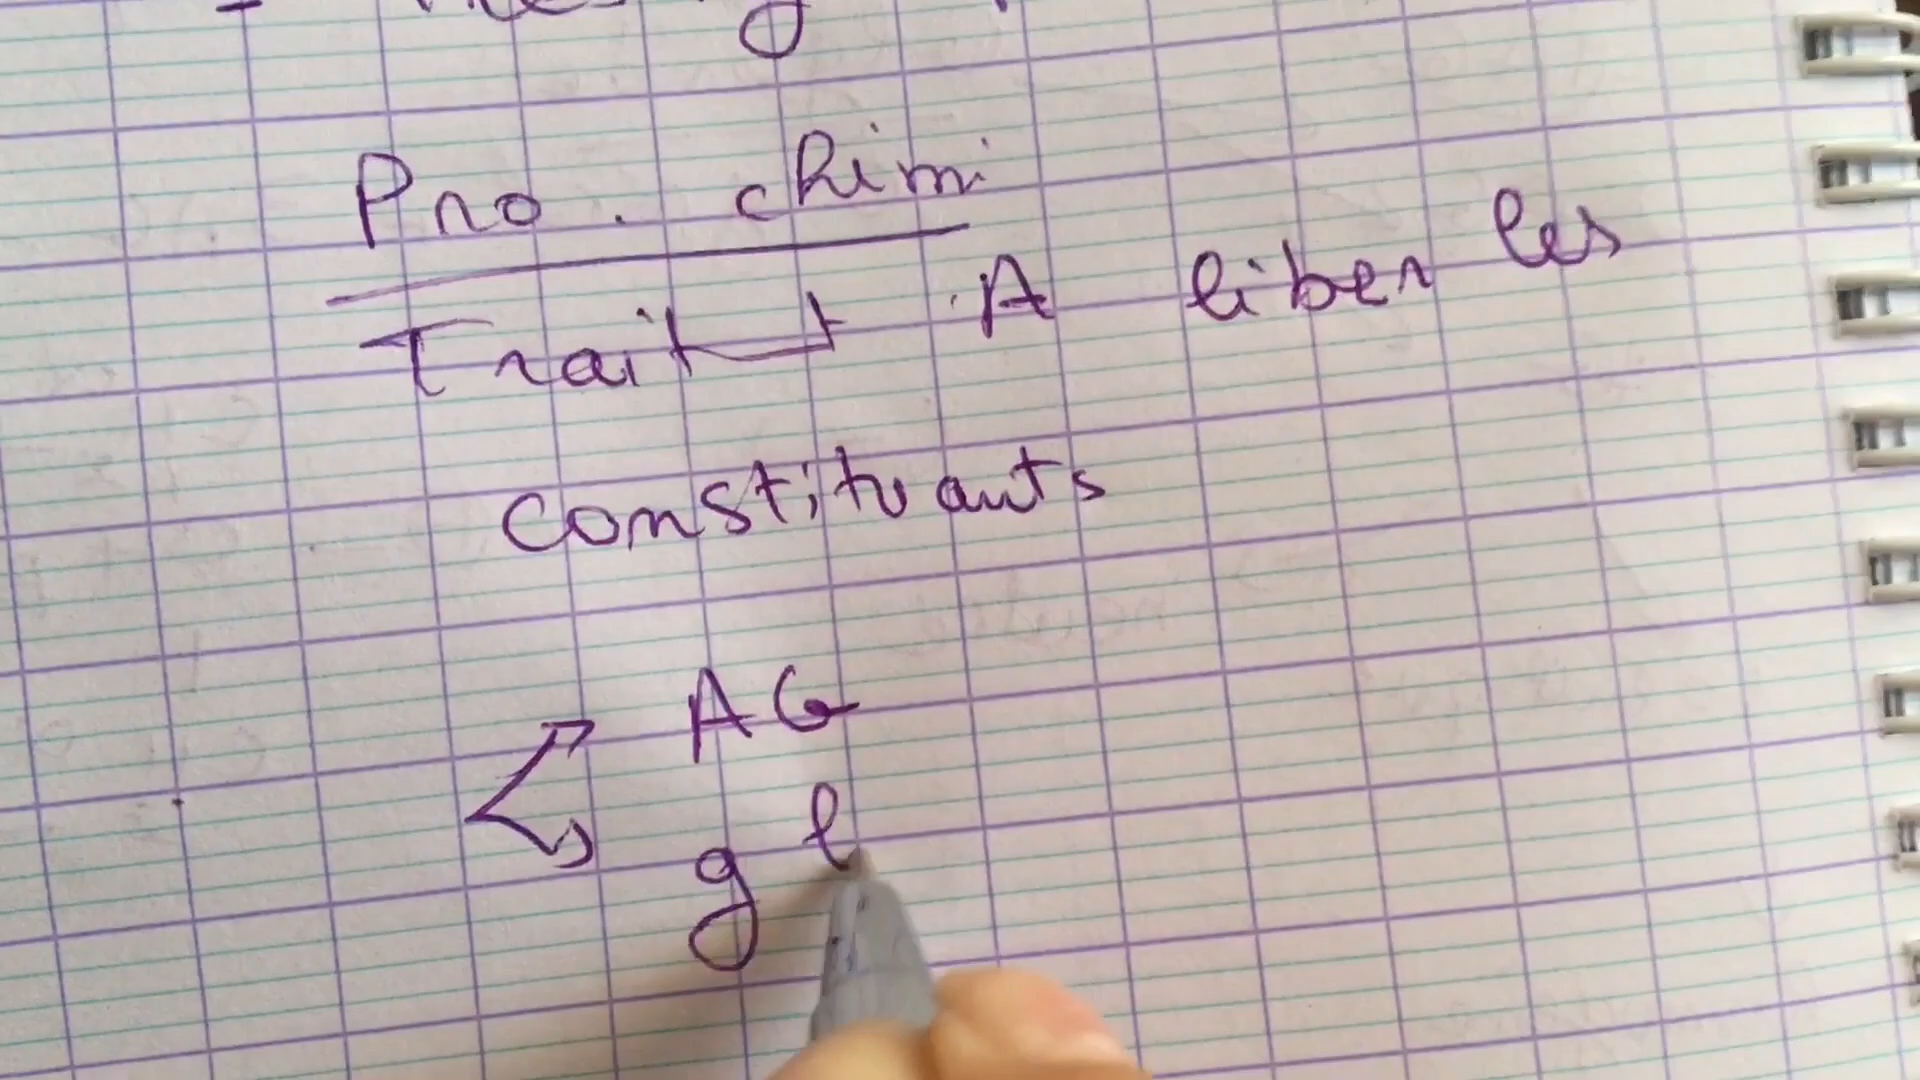 Pro. chimi
Trait A liber les
constituants
AG
gl